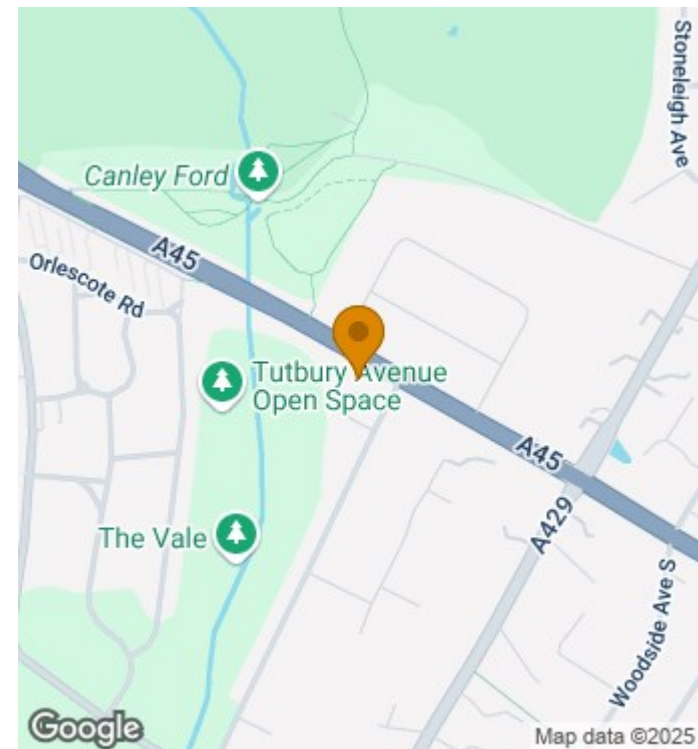 Stoneleigh Ave
Canley Ford
A45
Orlescote Rd
Tutbury Avenue
Open Space
A45
The Vale
A429
Woodside Ave S
Google
Map data ©2025